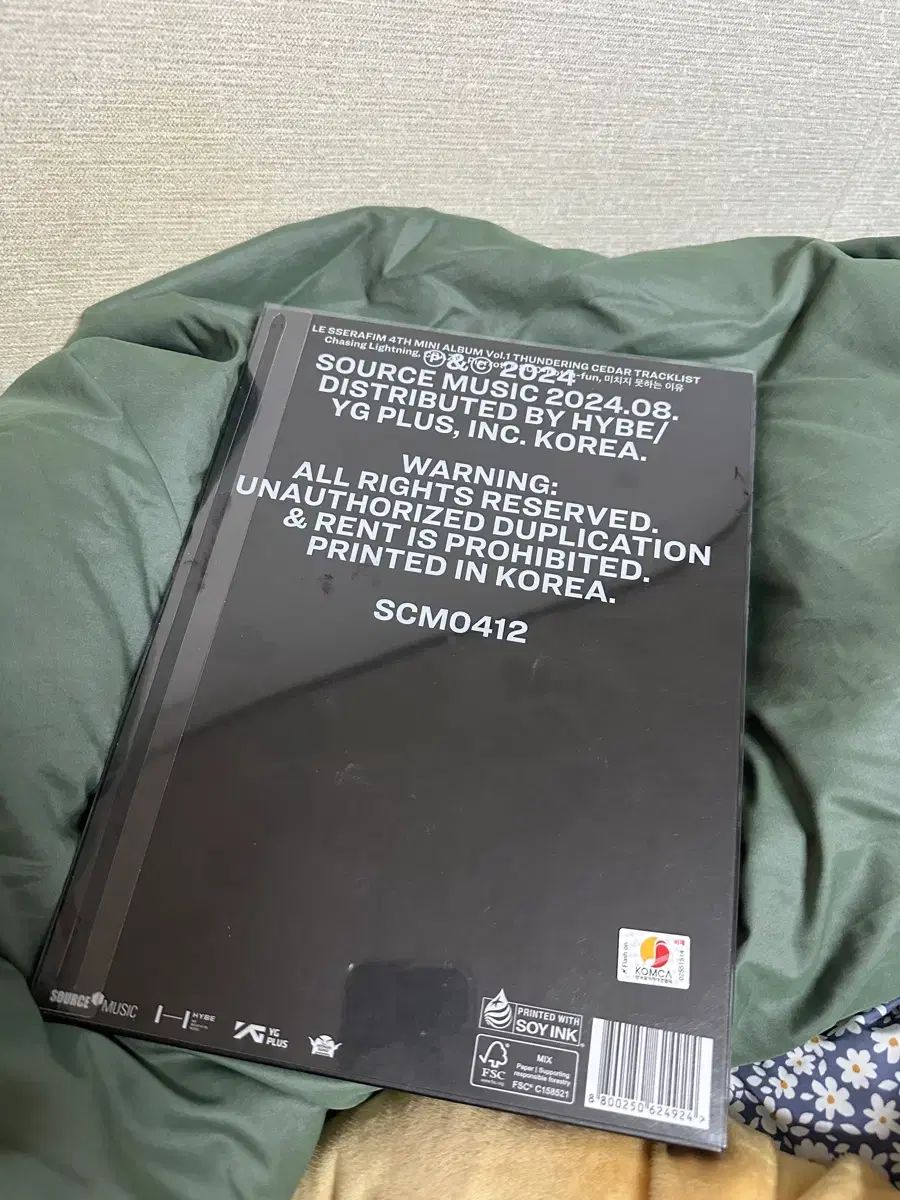 LE SSERAFIM 4TH MINI ALBUM Vol.1 THUNDERING CEDAR TRACKLIST
Chasing Lightning, -fun, 미치지 못하는 이유
Ⓟ&Ⓒ 2024
SOURCE MUSIC 2024.08.
DISTRIBUTED BY HYBE/
YG PLUS, INC. KOREA.
WARNING:
ALL RIGHTS RESERVED.
UNAUTHORIZED DUPLICATION
& RENT IS PROHIBITED.
PRINTED IN KOREA.
SCM0412
KOMCA
SOURCE MUSIC
HYBE
YG
PLUS
PRINTED WITH
SOY INK
FSC
MIX
Paper | Supporting
responsible forestry
FSC® C158521
8 800250 624924 >